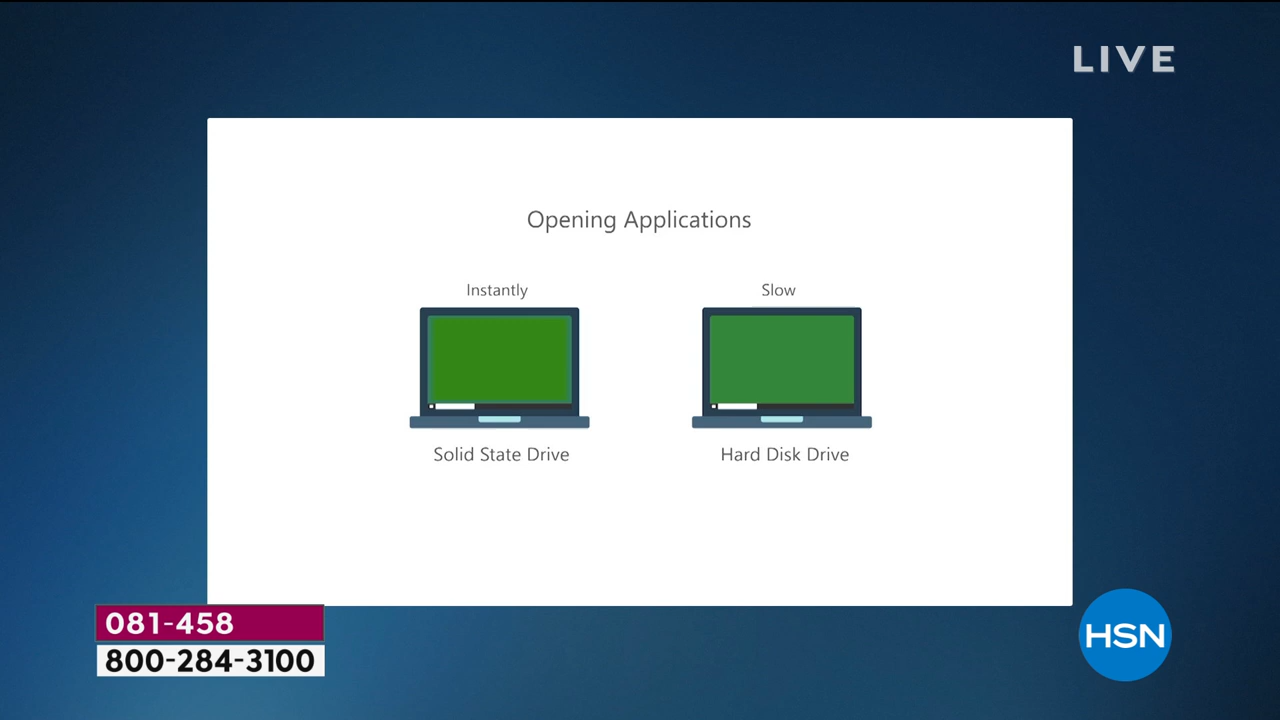 LIVE
Opening Applications
Instantly
Slow
Solid State Drive
Hard Disk Drive
081-458
800-284-3100
HSN